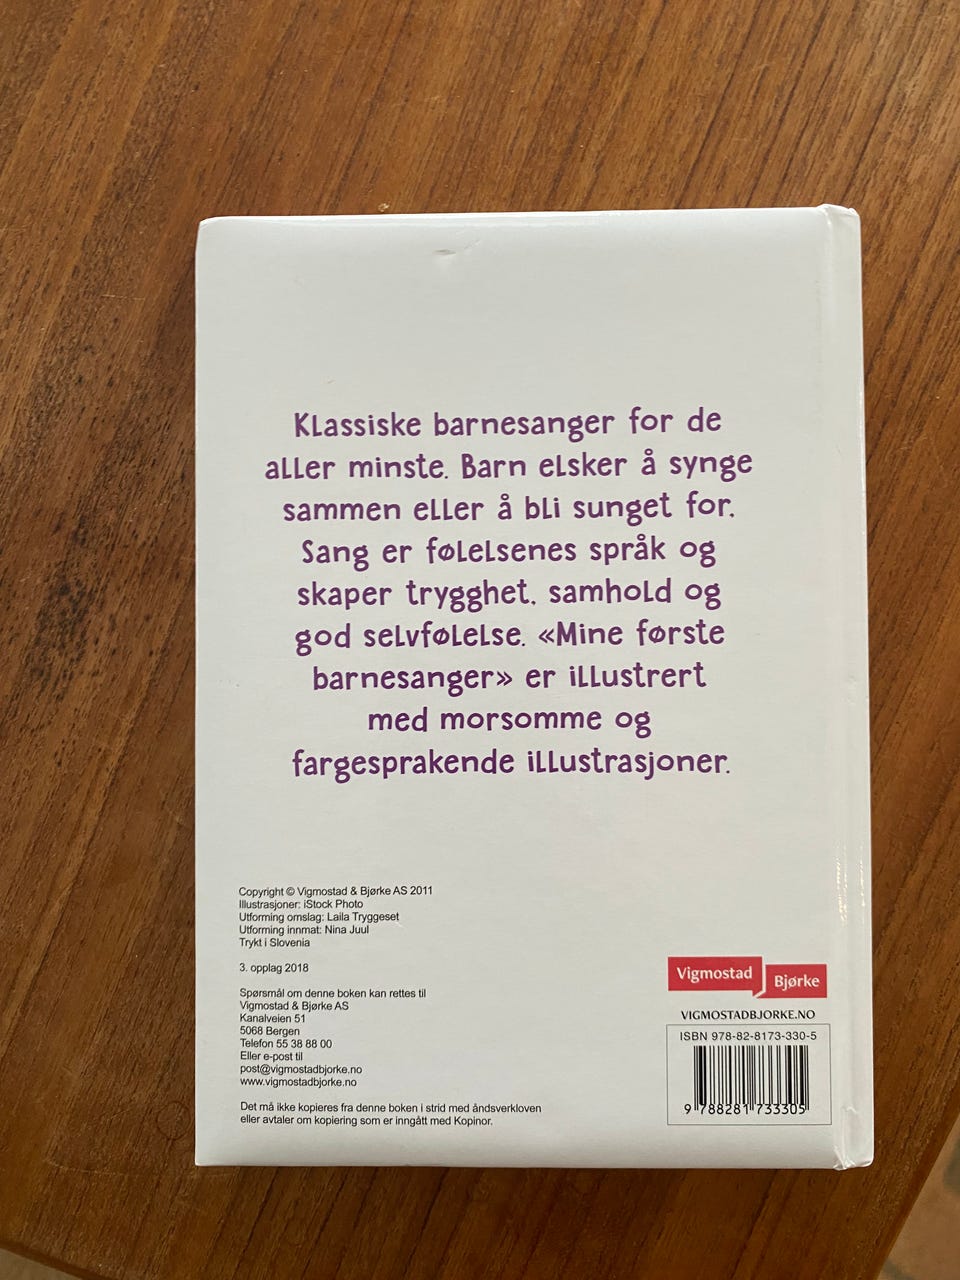 Klassiske barnesanger for de
aller minste. Barn elsker å synge
sammen eller å bli sunget for.
Sang er følelsenes språk og
skaper trygghet, samhold og
god selvfølelse. «Mine første
barnesanger» er illustrert
med morsomme og
fargesprakende illustrasjoner.
Copyright © Vigmostad & Bjørke AS 2011
Illustrasjoner: iStock Photo
Utforming omslag: Laila Tryggeset
Utforming innmat: Nina Juul
Trykt i Slovenia
3. opplag 2018
Spørsmål om denne boken kan rettes til
Vigmostad & Bjørke AS
Kanalveien 51
5068 Bergen
Telefon 55 38 88 00
Eller e-post til
post@vigmostadbjorke.no
www.vigmostadbjorke.no
Det må ikke kopieres fra denne boken i strid med åndsverkloven
eller avtaler om kopiering som er inngått med Kopinor.
Vigmostad
Bjørke
VIGMOSTADBJORKE.NO
ISBN 978-82-8173-330-5
9 788281 733305